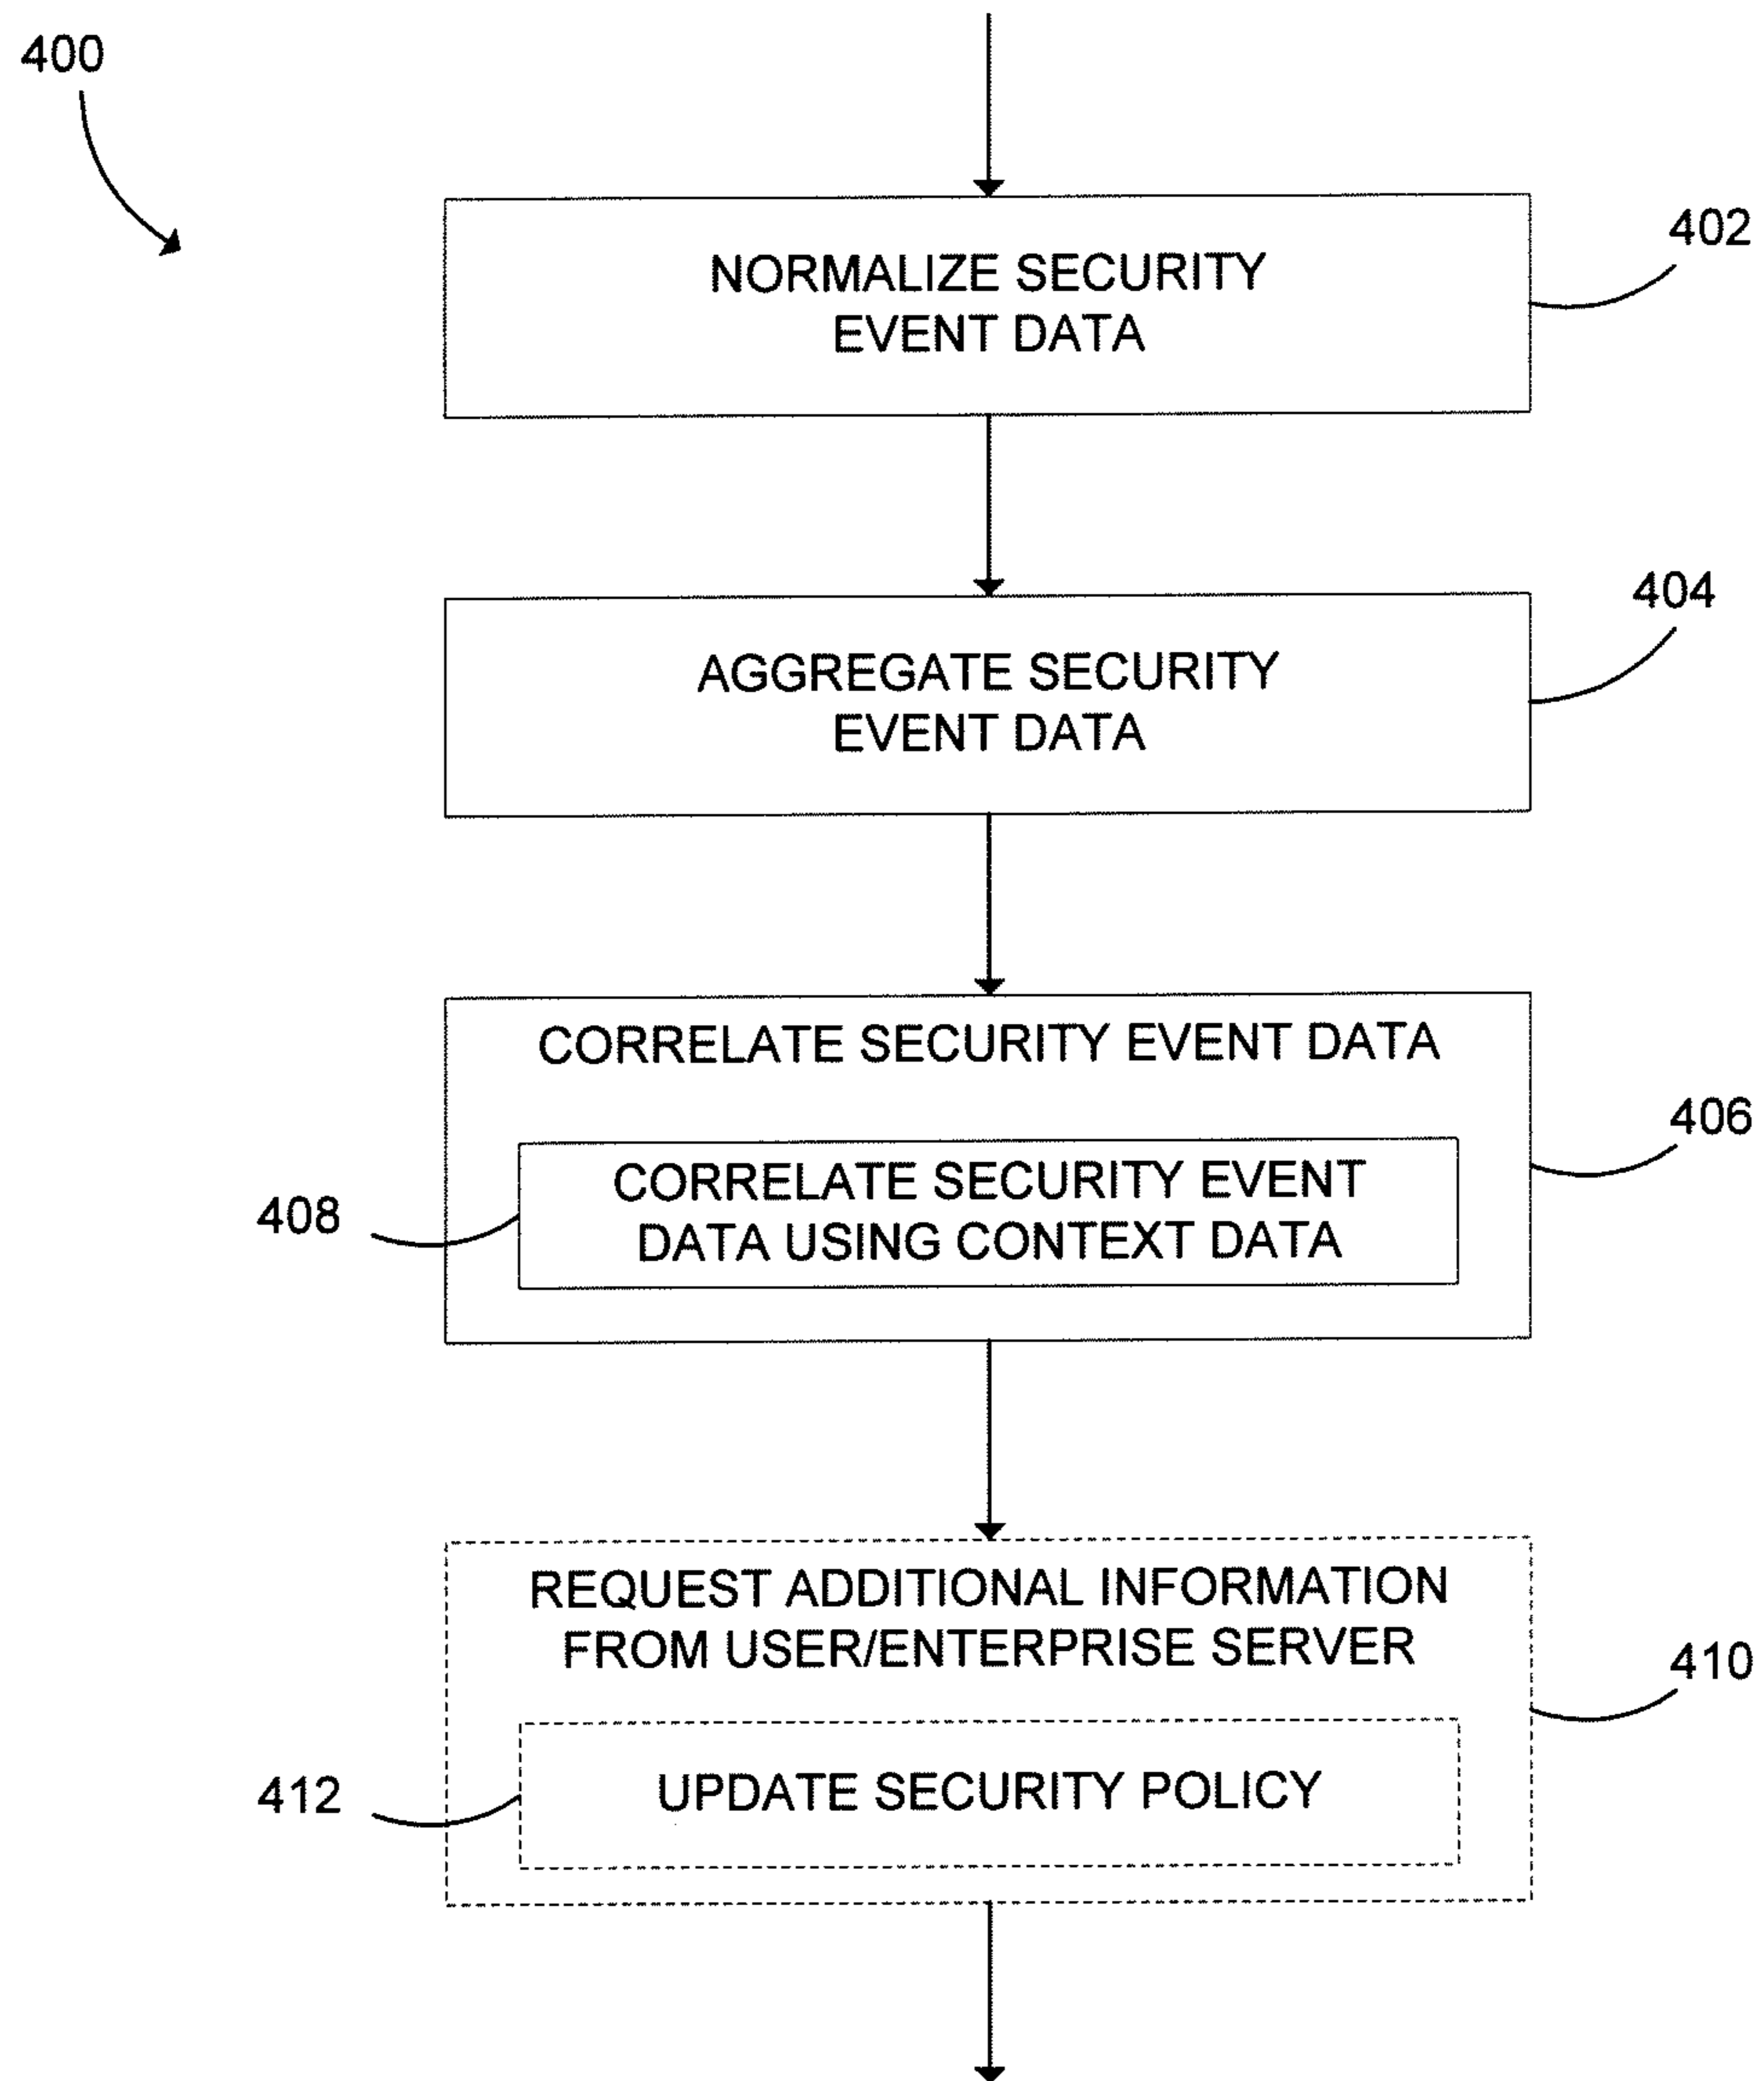 400
402
NORMALIZE SECURITY
EVENT DATA
404
AGGREGATE SECURITY
EVENT DATA
CORRELATE SECURITY EVENT DATA
406
408
CORRELATE SECURITY EVENT
DATA USING CONTEXT DATA
REQUEST ADDITIONAL INFORMATION
FROM USER/ENTERPRISE SERVER
410
412
UPDATE SECURITY POLICY